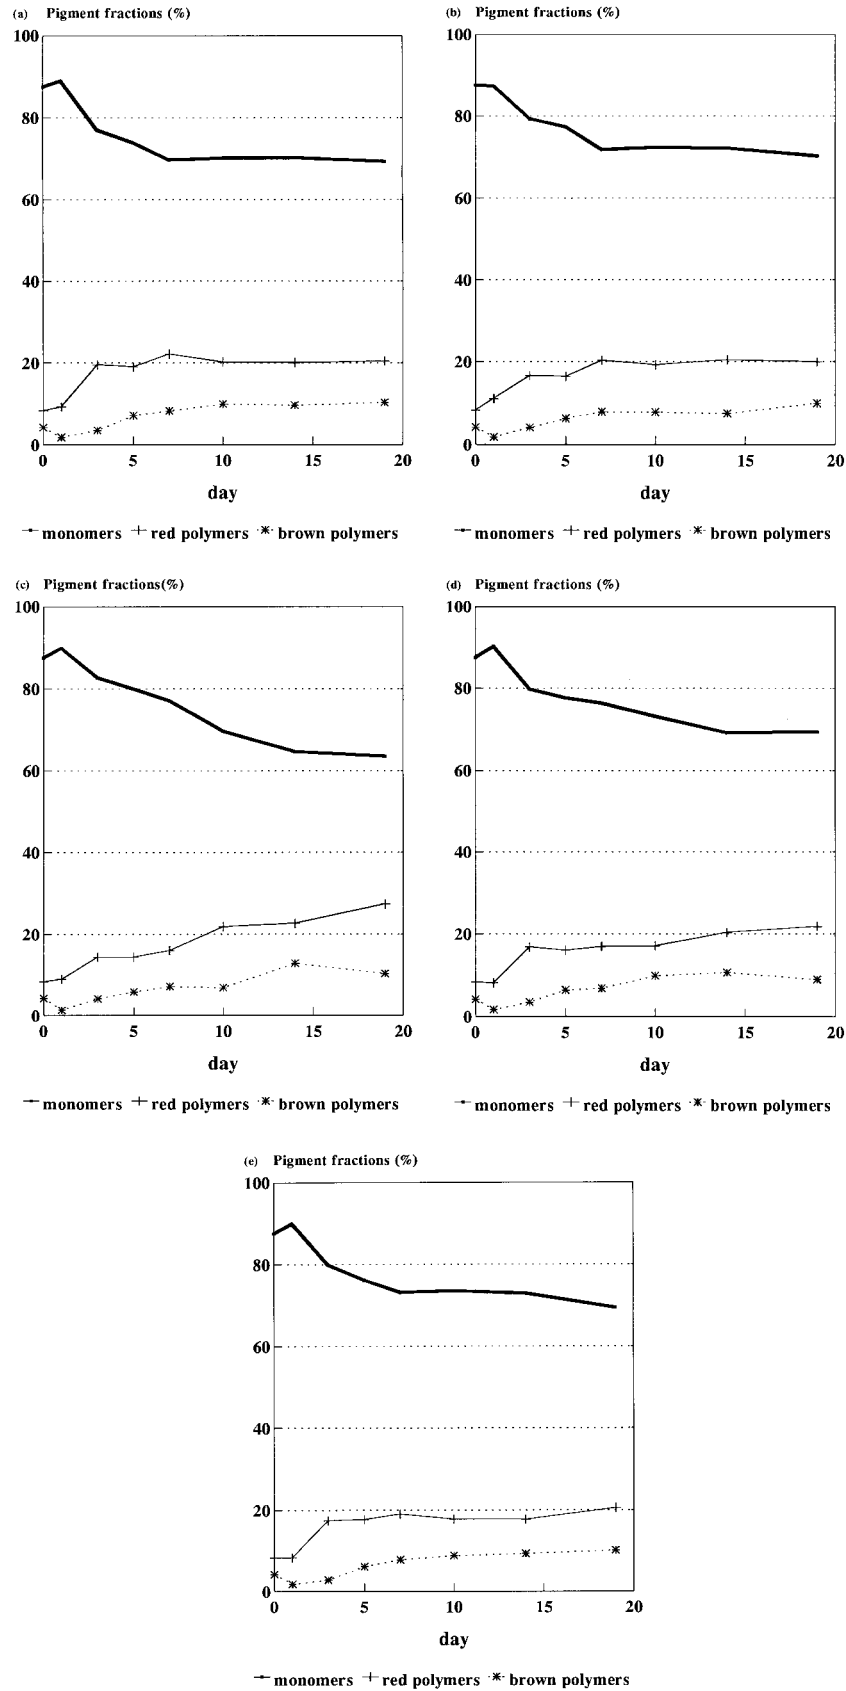 (a) Pigment fractions (%)
100
80
60
40
20
0
0 5 10 15 20
day
monomers red polymers brown polymers
(b) Pigment fractions (%)
100
80
60
40
20
0
0 5 10 15 20
day
monomers red polymers brown polymers
(c) Pigment fractions(%)
100
80
60
40
20
0
0 5 10 15 20
day
monomers red polymers brown polymers
(d) Pigment fractions (%)
100
80
60
40
20
0
0 5 10 15 20
day
monomers red polymers brown polymers
(e) Pigment fractions (%)
100
80
60
40
20
0
0 5 10 15 20
day
monomers red polymers brown polymers